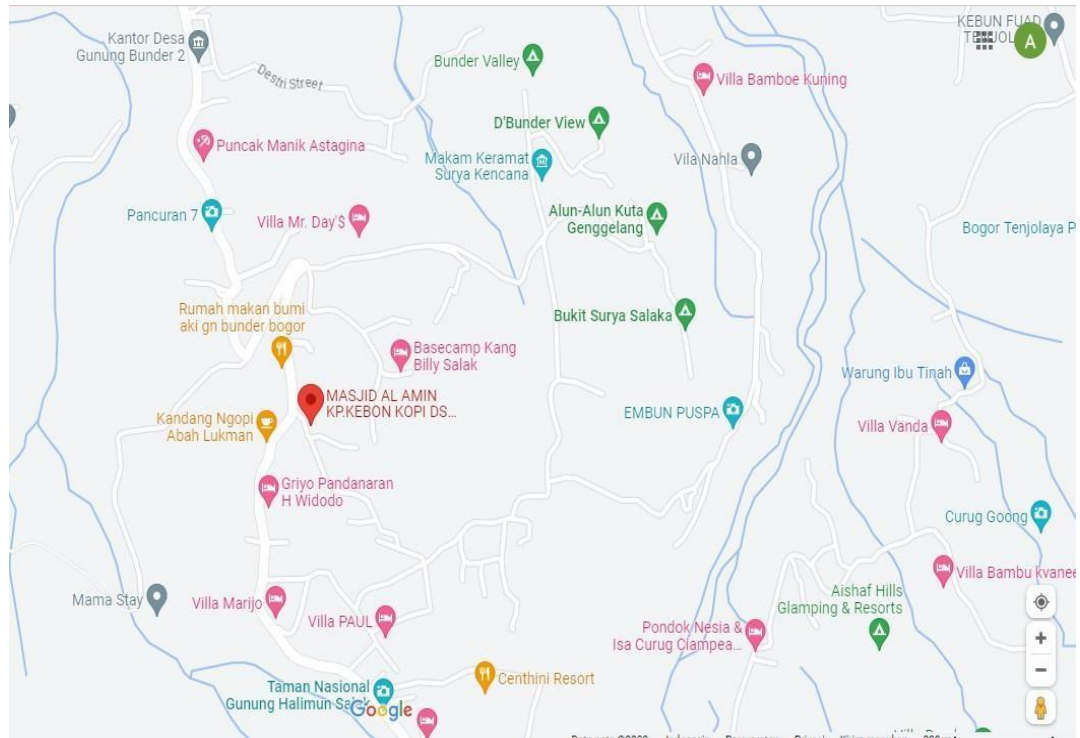 Kantor Desa
Gunung Bunder 2
Destri Street
Bunder Valley
KEBUN FUAD
A
Villa Bamboe Kuning
D'Bunder View
Puncak Manik Astagina
Makam Keramat
Surya Kencana
Vila Nahla
Pancuran 7
Villa Mr. Day'$
Alun-Alun Kuta
Genggelang
Bogor Tenjolaya P
Rumah makan bumi
aki gn bunder bogor
Bukit Surya Salaka
Basecamp Kang
Billy Salak
Warung Ibu Tinah
MASJID AL AMIN
KP.KEBON KOPI DS...
Kandang Ngopi
Abah Lukman
EMBUN PUSPA
Villa Vanda
Griyo Pandanaran
H Widodo
Curug Goong
Villa Bambu kvanee
Mama Stay
Villa Marijo
Villa PAUL
Aishaf Hills
Glamping & Resorts
Pondok Nesia &
Isa Curug Ciampea...
Centhini Resort
Taman Nasional
Gunung Halimun Salak
Google